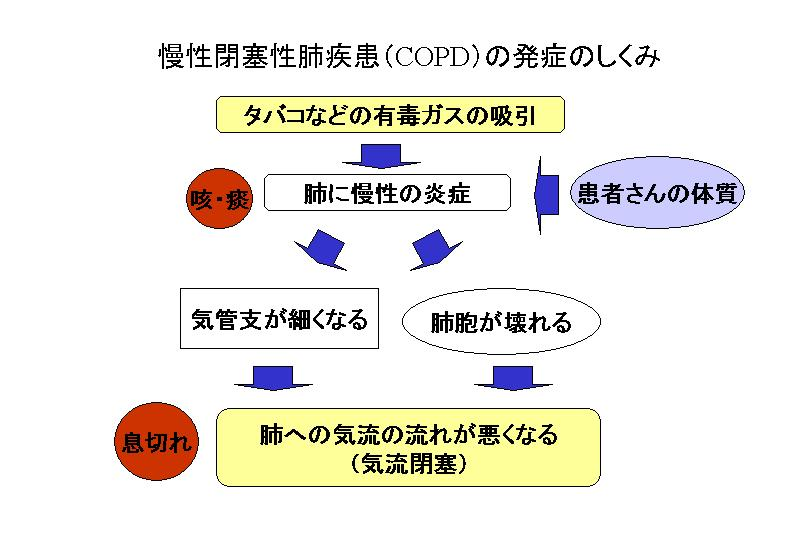 慢性閉塞性肺疾患（COPD）の発症のしくみ
タバコなどの有毒ガスの吸引
咳・痰
肺に慢性の炎症
患者さんの体質
気管支が細くなる
肺胞が壊れる
息切れ
肺への気流の流れが悪くなる
（気流閉塞）